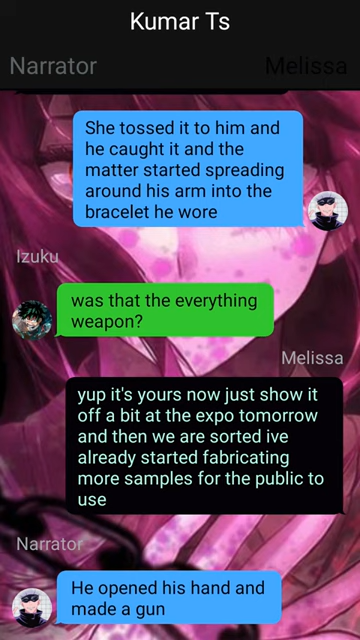 Kumar Ts
Narrator
Melissa
She tossed it to him and
he caught it and the
matter started spreading
around his arm into the
bracelet he wore
Izuku
was that the everything
weapon?
Melissa
yup it's yours now just show it
off a bit at the expo tomorrow
and then we are sorted ive
already started fabricating
more samples for the public to
use
Narrator
He opened his hand and
made a gun